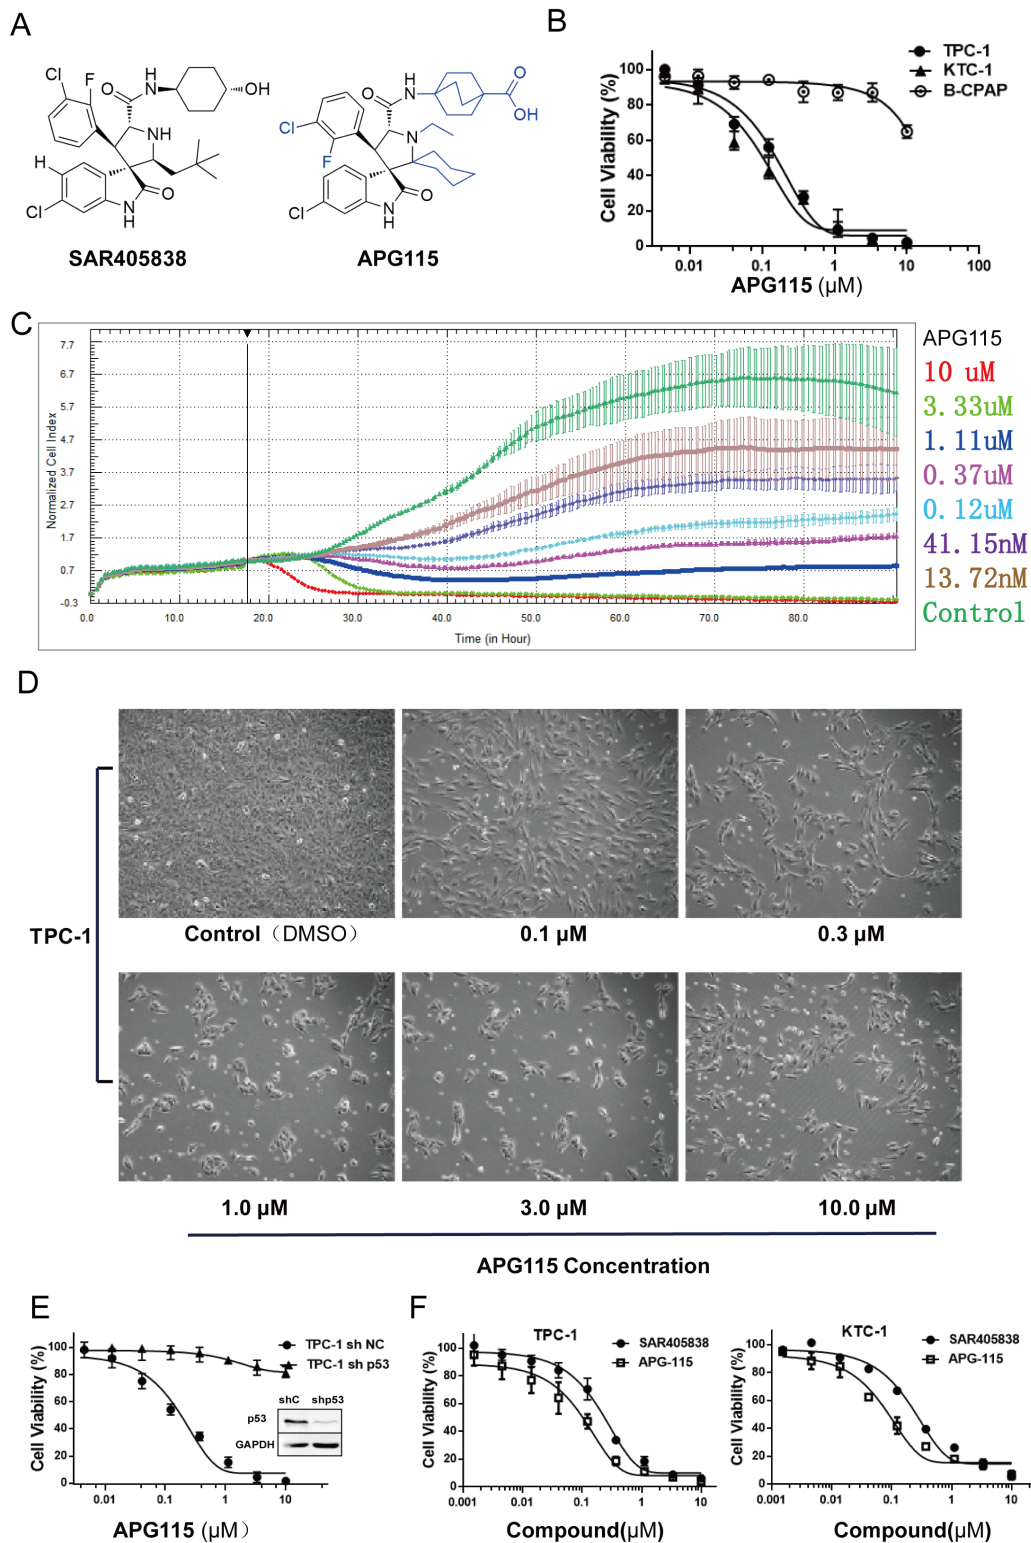 A
Cl
F
H
N
OH
O
NH
H
O
Cl
N
H
SAR405838
O
H
N
O
OH
Cl
N
F
O
Cl
N
H
APG115
B
TPC-1
KTC-1
B-CPAP
Cell Viability (%)
100
80
60
40
20
0
0.01 0.1 1 10 100
APG115 (μM)
C
Normalized Cell Index
7.7
6.7
5.7
4.7
3.7
2.7
1.7
0.7
-0.3
0.0 10.0 20.0 30.0 40.0 50.0 60.0 70.0 80.0
Time (in Hour)
APG115
10 uM
3.33uM
1.11uM
0.37uM
0.12uM
41.15nM
13.72nM
Control
D
TPC-1
Control（DMSO）
0.1 μM
0.3 μM
1.0 μM
3.0 μM
10.0 μM
APG115 Concentration
E
Cell Viability (%)
100
80
60
40
20
0
0.01 0.1 1 10
APG115 (μM）
TPC-1 sh NC
TPC-1 sh p53
shC shp53
p53
GAPDH
F
TPC-1
SAR405838
APG-115
Cell Viability (%)
100
80
60
40
20
0
0.001 0.01 0.1 1 10
Compound(μM)
KTC-1
SAR405838
APG-115
Cell Viability (%)
100
80
60
40
20
0
0.001 0.01 0.1 1 10
Compound(μM)